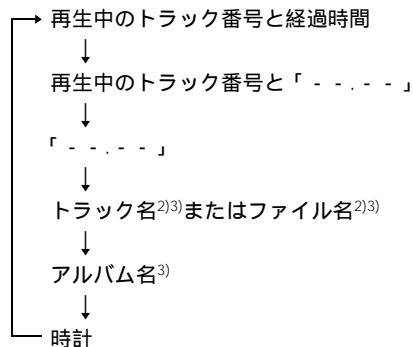 再生中のトラック番号と経過時間
再生中のトラック番号と「 - - . - - 」
「 - - . - - 」
トラック名2)3)またはファイル名2)3)
アルバム名3)
時計